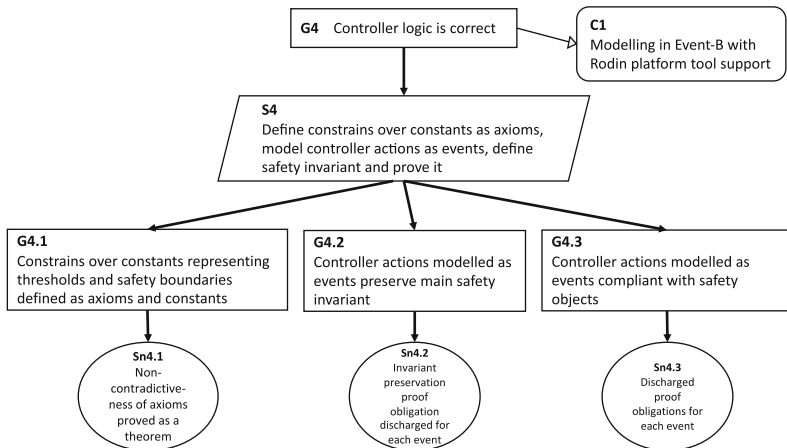 G4 Controller logic is correct
C1
Modelling in Event-B with
Rodin platform tool support
S4
Define constrains over constants as axioms,
model controller actions as events, define
safety invariant and prove it
G4.1
Constrains over constants representing
thresholds and safety boundaries
defined as axioms and constants
G4.2
Controller actions modelled as
events preserve main safety
invariant
G4.3
Controller actions modelled as
events compliant with safety
objects
Sn4.1
Non-
contradictive-
ness of axioms
proved as a
theorem
Sn4.2
Invariant
preservation
proof
obligation
discharged for
each event
Sn4.3
Discharged
proof
obligations for
each event